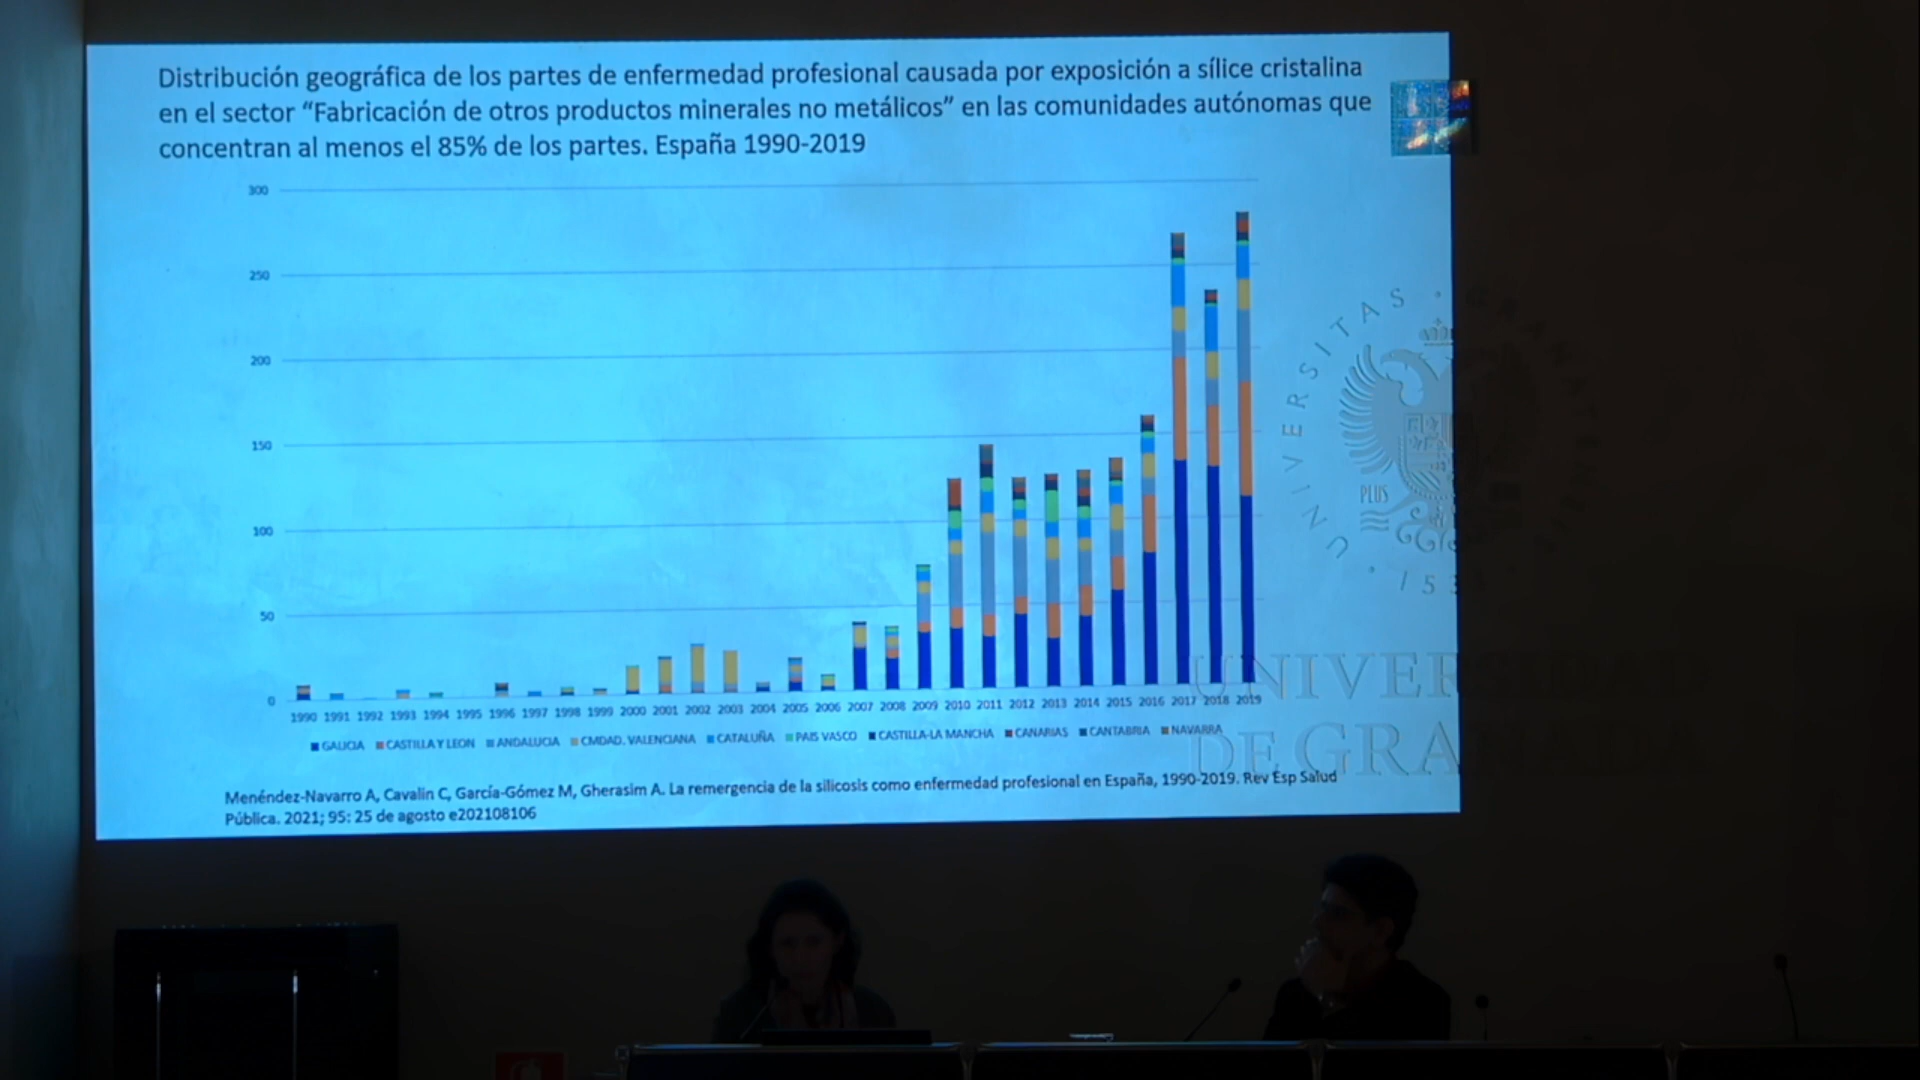 Distribución geográfica de los partes de enfermedad profesional causada por exposición a sílice cristalina
en el sector “Fabricación de otros productos minerales no metálicos” en las comunidades autónomas que
concentran al menos el 85% de los partes. España 1990-2019
300
250
200
150
100
50
0
1990 1991 1992 1993 1994 1995 1996 1997 1998 1999 2000 2001 2002 2003 2004 2005 2006 2007 2008 2009 2010 2011 2012 2013 2014 2015 2016 2017 2018 2019
GALICIA CASTILLA Y LEON ANDALUCIA CMDAD. VALENCIANA CATALUÑA PAIS VASCO CASTILLA-LA MANCHA CANARIAS CANTABRIA NAVARRA
Menéndez-Navarro A, Cavalin C, García-Gómez M, Gherasim A. La remergencia de la silicosis como enfermedad profesional en España, 1990-2019. Rev Esp Salud
Pública. 2021; 95: 25 de agosto e202108106
UNIVERSITAS
PLUS
UNIVERSIDAD
DE GRANADA